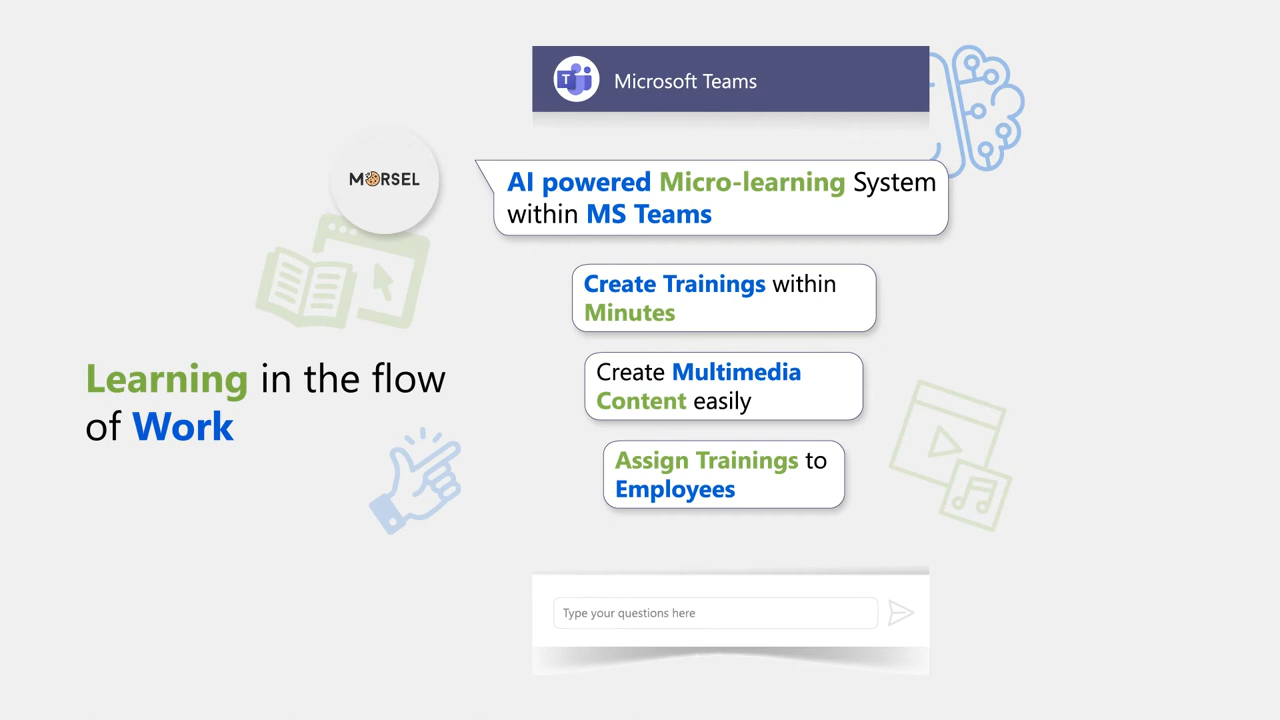 Microsoft Teams
MORSEL
AI powered Micro-learning System
within MS Teams
Create Trainings within
Minutes
Create Multimedia
Content easily
Assign Trainings to
Employees
Learning in the flow
of Work
Type your questions here